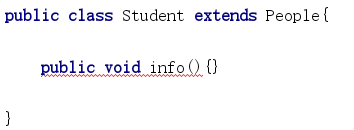 public class Student extends People{
public void info(){}
}